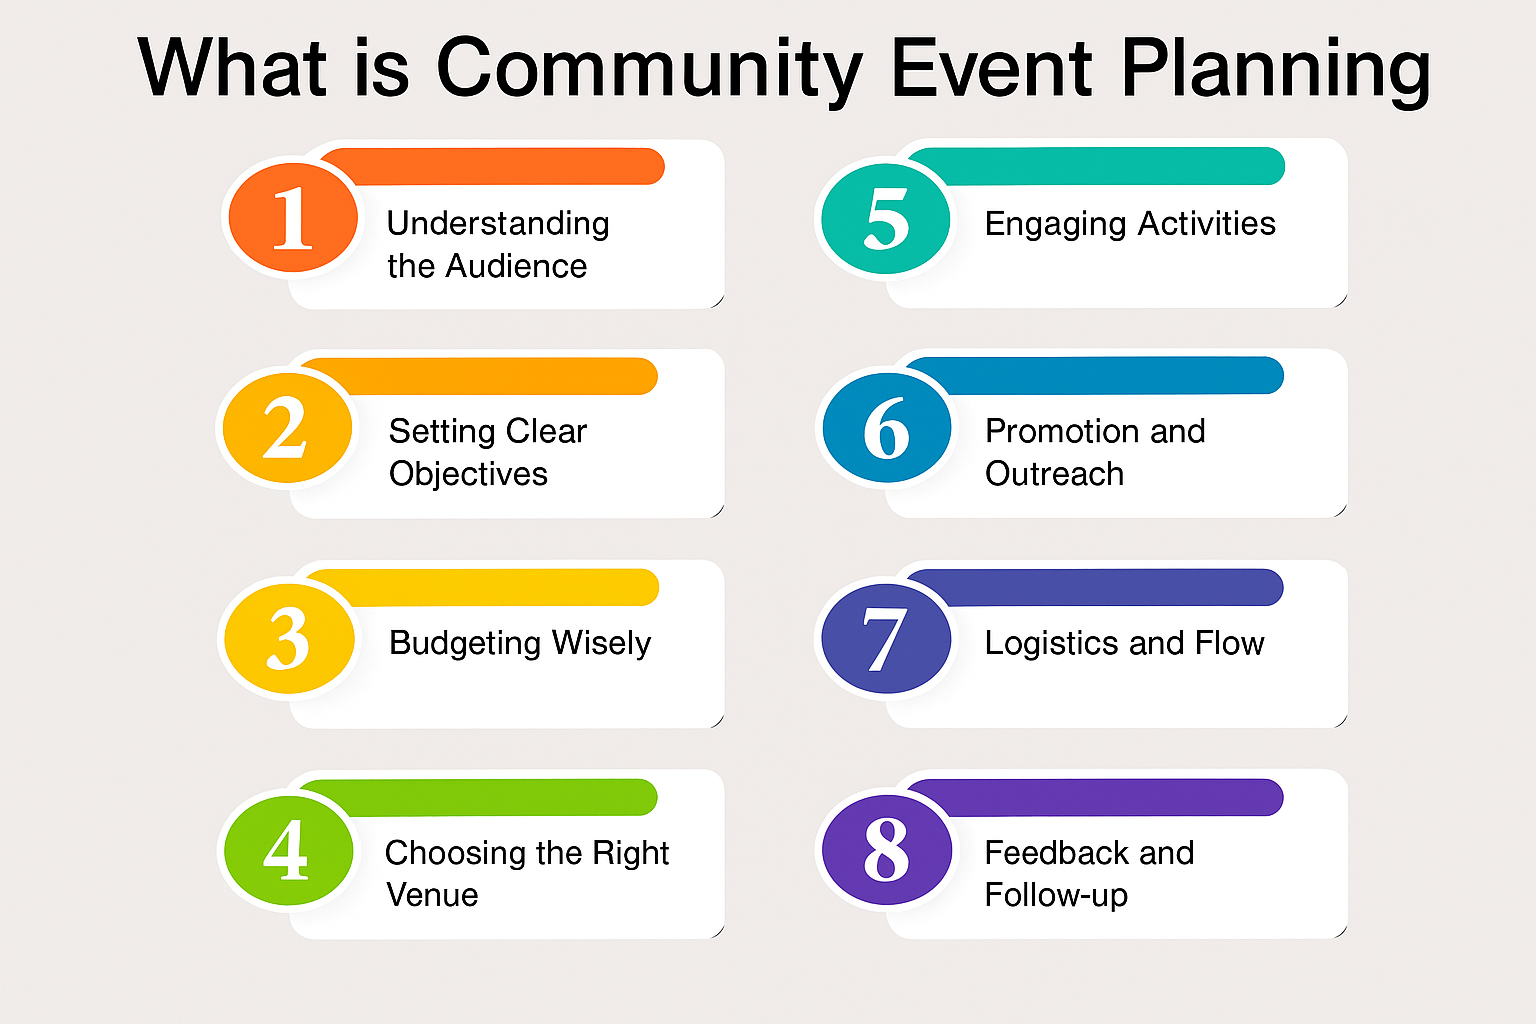 What is Community Event Planning
1
Understanding
the Audience
2
Setting Clear
Objectives
3
Budgeting Wisely
4
Choosing the Right
Venue
5
Engaging Activities
6
Promotion and
Outreach
7
Logistics and Flow
8
Feedback and
Follow-up